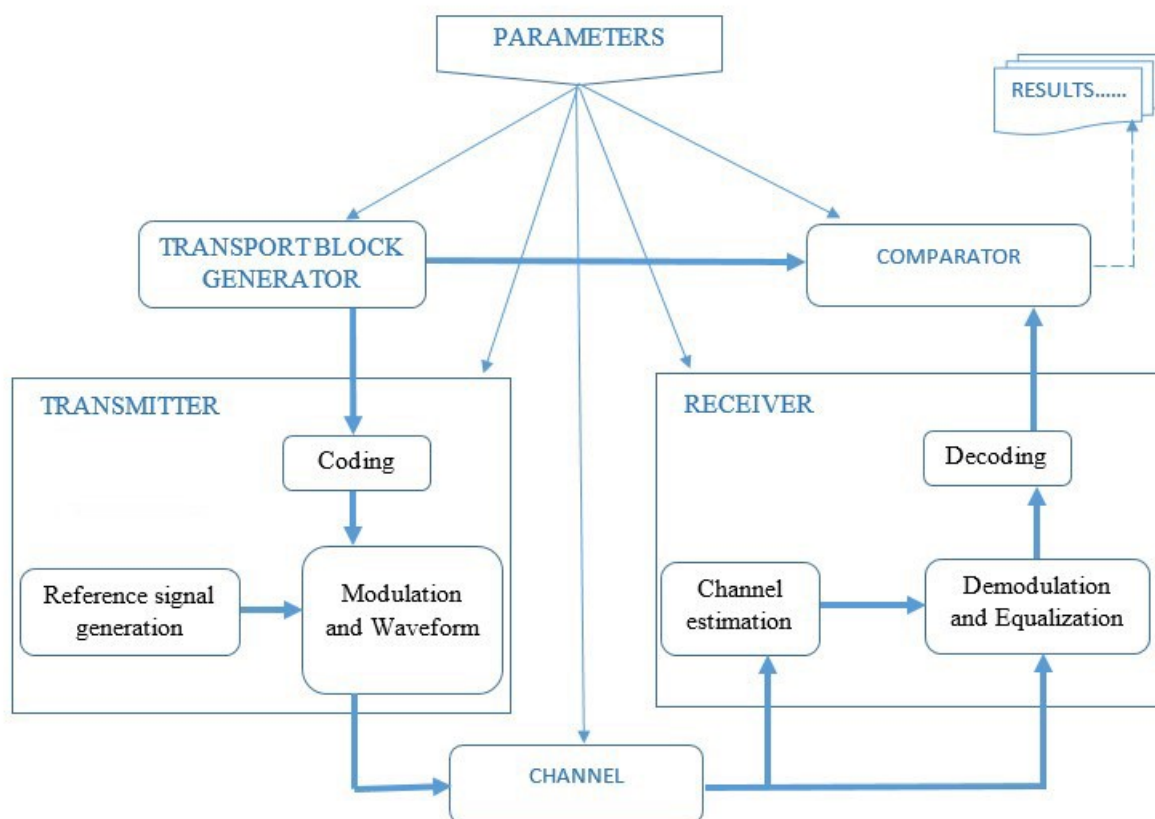 PARAMETERS
RESULTS......
TRANSPORT BLOCK
GENERATOR
COMPARATOR
TRANSMITTER
RECEIVER
Coding
Decoding
Reference signal
generation
Modulation
and Waveform
Channel
estimation
Demodulation
and Equalization
CHANNEL